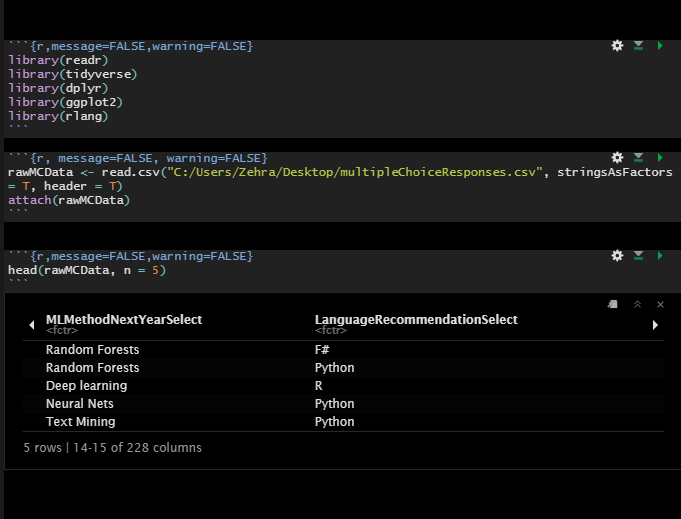 ```{r,message=FALSE,warning=FALSE}
library(readr)
library(tidyverse)
library(dplyr)
library(ggplot2)
library(rlang)
```
```{r, message=FALSE, warning=FALSE}
rawMCData <- read.csv("C:/Users/Zehra/Desktop/multipleChoiceResponses.csv", stringsAsFactors
= T, header = T)
attach(rawMCData)
```
```{r,message=FALSE,warning=FALSE}
head(rawMCData, n = 5)
```
MLMethodNextYearSelect LanguageRecommendationSelect
<fctr> <fctr>
Random Forests F#
Random Forests Python
Deep learning R
Neural Nets Python
Text Mining Python
5 rows | 14-15 of 228 columns